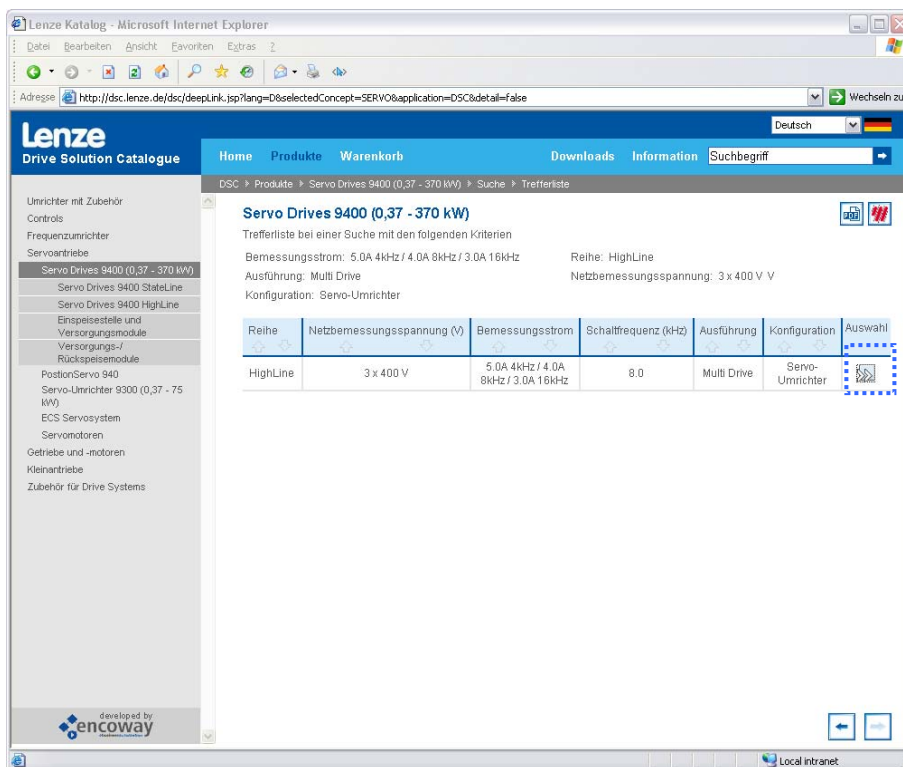 Lenze Katalog - Microsoft Internet Explorer
Datei Bearbeiten Ansicht Favoriten Extras ?
Adresse http://dsc.lenze.de/dsc/deepLink.jsp?lang=D&selectedConcept=SERVO&application=DSC&detail=false Wechseln zu
Lenze
Deutsch
Drive Solution Catalogue
Home Produkte Warenkorb Downloads Information Suchbegriff
DSC Produkte Servo Drives 9400 (0,37 - 370 kW) Suche Trefferliste
Umrichter mit Zubehör
Controls
Frequenzumrichter
Servoantriebe
Servo Drives 9400 (0,37 - 370 kW)
Servo Drives 9400 StateLine
Servo Drives 9400 HighLine
Einspeisestelle und
Versorgungsmodule
Versorgungs-/
Rückspeisemodule
PostionServo 940
Servo-Umrichter 9300 (0,37 - 75
kW)
ECS Servosystem
Servomotoren
Getriebe und -motoren
Kleinantriebe
Zubehör für Drive Systems
developed by
encoway
Servo Drives 9400 (0,37 - 370 kW)
PDF
Trefferliste bei einer Suche mit den folgenden Kriterien
Bemessungsstrom: 5.0A 4kHz / 4.0A 8kHz / 3.0A 16kHz Reihe: HighLine
Ausführung: Multi Drive Netzbemessungsspannung: 3 x 400 V V
Konfiguration: Servo-Umrichter
Reihe Netzbemessungsspannung (V) Bemessungsstrom Schaltfrequenz (kHz) Ausführung Konfiguration Auswahl
HighLine 3 x 400 V 5.0A 4kHz / 4.0A 8kHz / 3.0A 16kHz 8.0 Multi Drive Servo-Umrichter
Local intranet